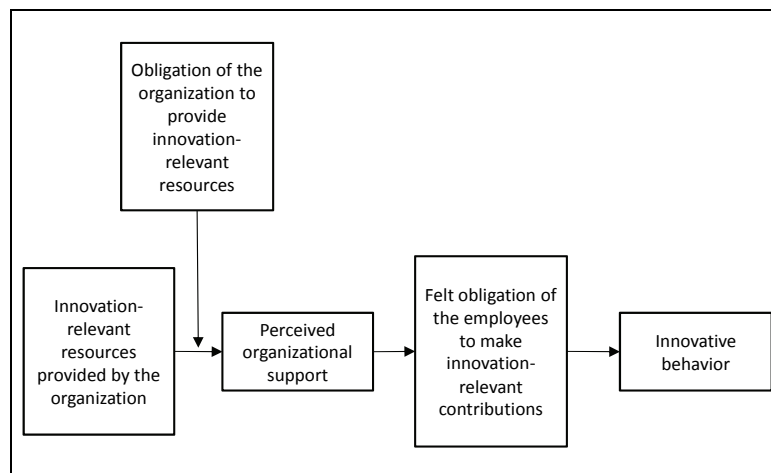 Obligation of the
organization to
provide
innovation-
relevant
resources
Innovation-
relevant
resources
provided by the
organization
Perceived
organizational
support
Felt obligation of
the employees
to make
innovation-
relevant
contributions
Innovative
behavior